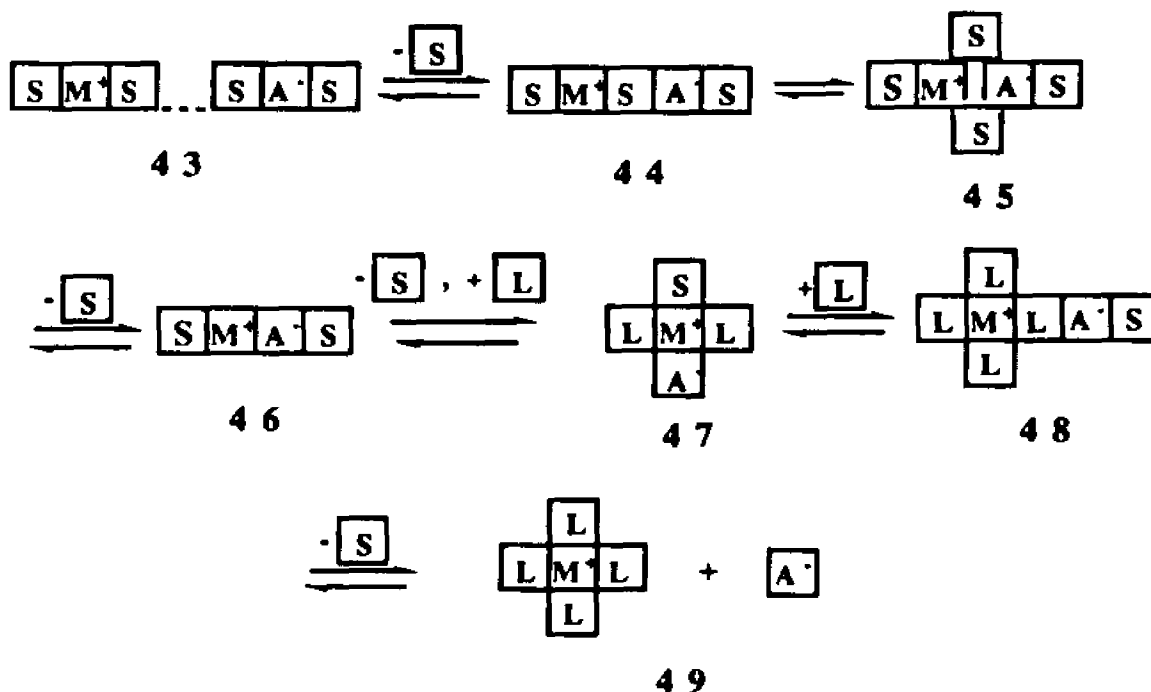 - S
S
S M⁺ S S A⁻ S S M⁺ S A⁻ S S M⁺ A⁻ S
S
43 44 45
- S - S , + L S + L L
S M⁺ A⁻ S L M⁺ L L M⁺ L A⁻ S
A⁻ L
46 47 48
- S L
L M⁺ L + A⁻
L
49